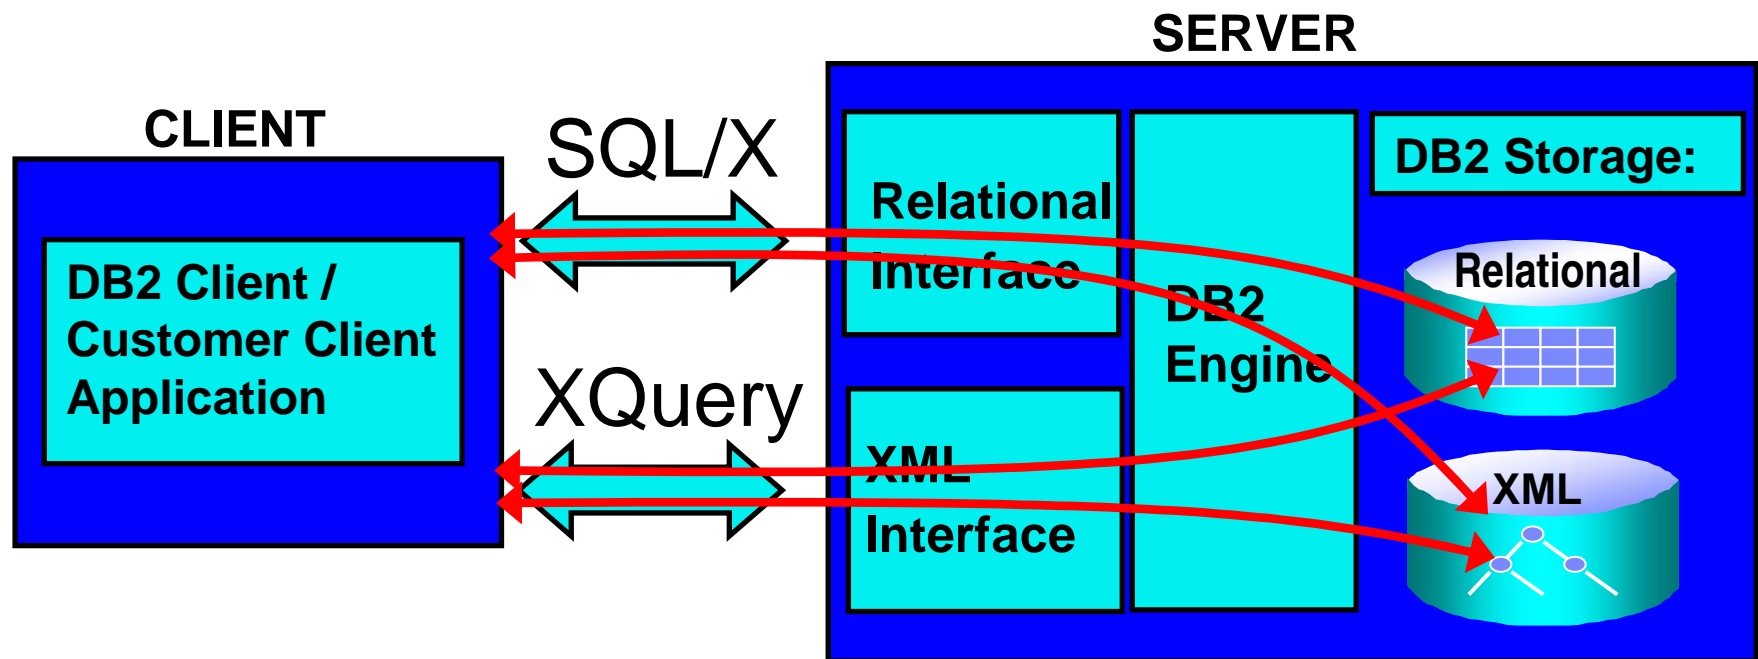 SERVER
CLIENT
SQL/X
DB2 Client /
Customer Client
Application
XQuery
Relational
Interface
XML
Interface
DB2
Engine
DB2 Storage:
Relational
XML